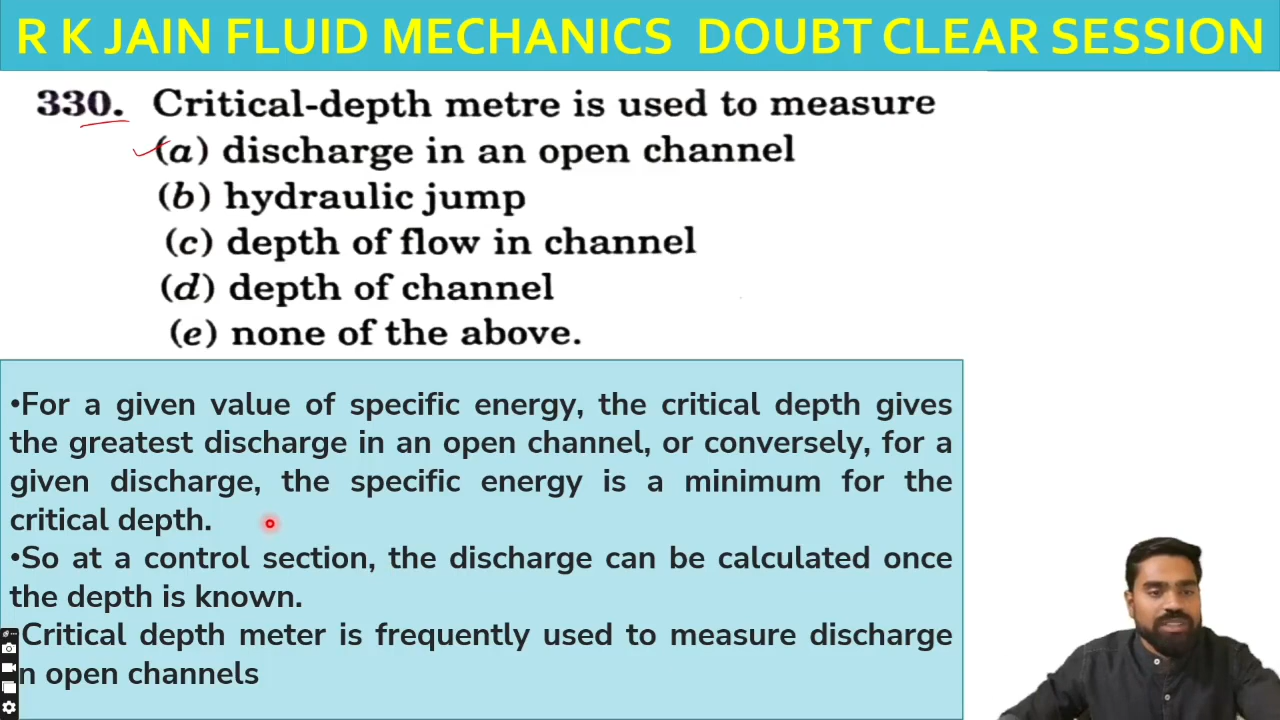 R K JAIN FLUID MECHANICS DOUBT CLEAR SESSION
330. Critical-depth metre is used to measure
(a) discharge in an open channel
(b) hydraulic jump
(c) depth of flow in channel
(d) depth of channel
(e) none of the above.
•For a given value of specific energy, the critical depth gives
the greatest discharge in an open channel, or conversely, for a
given discharge, the specific energy is a minimum for the
critical depth.
•So at a control section, the discharge can be calculated once
the depth is known.
Critical depth meter is frequently used to measure discharge
n open channels